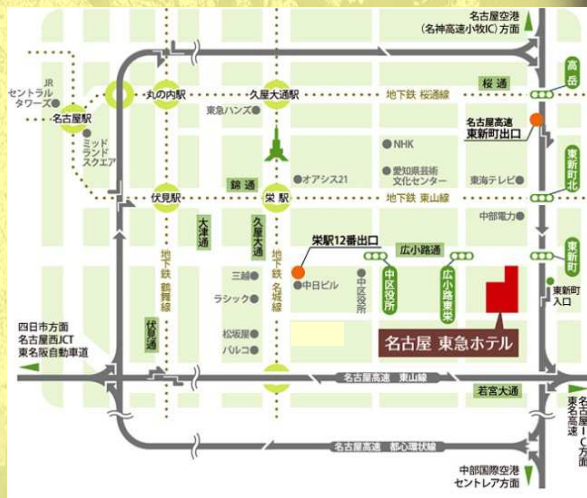 名古屋空港
(名神高速小牧IC)方面
高岳
桜通
JR
セントラル
タワーズ
名古屋駅
丸の内駅
久屋大通駅
地下鉄 桜通線
東急ハンズ
ミッド
ランド
スクエア
名古屋高速
東新町出口
NHK
東新町北
オアシス21
愛知県芸術
文化センター
東海テレビ
錦通
伏見駅
栄駅
地下鉄 東山線
中部電力
大津通
久屋大通
栄駅12番出口
広小路通
東新町
地下鉄 鶴舞線
地下鉄 名城線
三越
中日ビル
中区役所
中区役所
広小路東栄
東新町
入口
ラシック
伏見通
松坂屋
パルコ
名古屋 東急ホテル
四日市方面
名古屋西JCT
東名阪自動車道
名古屋高速 東山線
若宮大通
名古屋IC方面
東名高速
名古屋高速 都心環状線
中部国際空港
セントレア方面